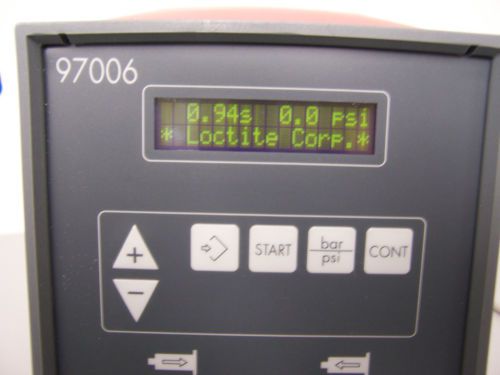 97006
0.94s 0.0 psi
* Loctite Corp.*
+
START
bar
psi
CONT
−